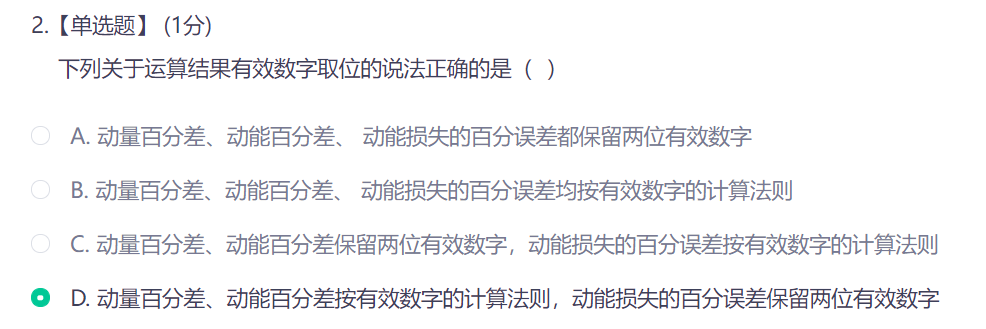 2.【单选题】 (1分)
下列关于运算结果有效数字取位的说法正确的是（ ）
A. 动量百分差、动能百分差、 动能损失的百分误差都保留两位有效数字
B. 动量百分差、动能百分差、 动能损失的百分误差均按有效数字的计算法则
C. 动量百分差、动能百分差保留两位有效数字，动能损失的百分误差按有效数字的计算法则
D. 动量百分差、动能百分差按有效数字的计算法则，动能损失的百分误差保留两位有效数字